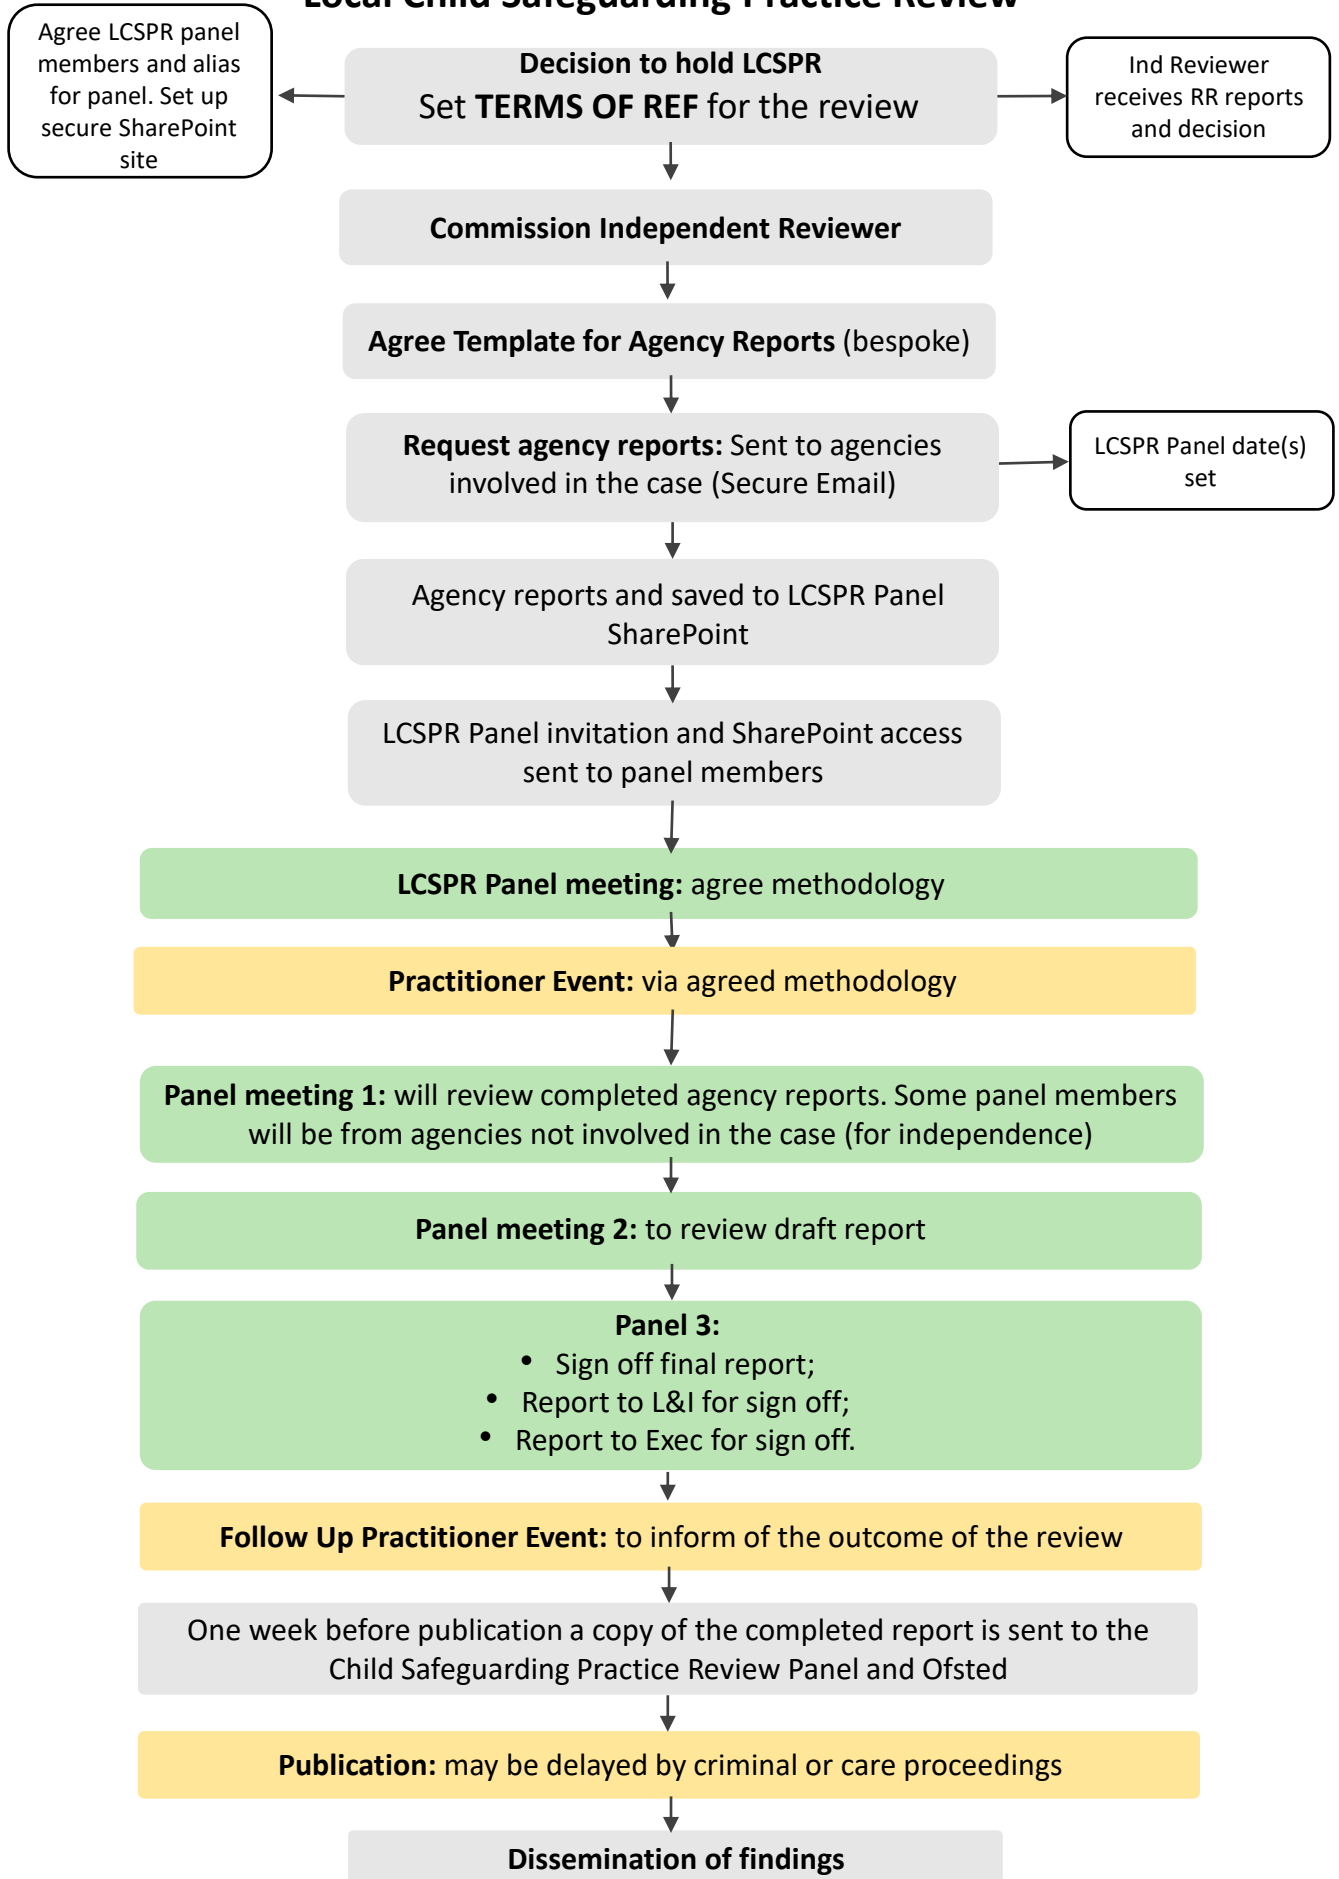 Local Child Safeguarding Practice Review
Agree LCSPR panel
members and alias
for panel. Set up
secure SharePoint
site
Decision to hold LCSPR
Set TERMS OF REF for the review
Ind Reviewer
receives RR reports
and decision
Commission Independent Reviewer
Agree Template for Agency Reports (bespoke)
Request agency reports: Sent to agencies
involved in the case (Secure Email)
LCSPR Panel date(s)
set
Agency reports and saved to LCSPR Panel
SharePoint
LCSPR Panel invitation and SharePoint access
sent to panel members
LCSPR Panel meeting: agree methodology
Practitioner Event: via agreed methodology
Panel meeting 1: will review completed agency reports. Some panel members
will be from agencies not involved in the case (for independence)
Panel meeting 2: to review draft report
Panel 3:
• Sign off final report;
• Report to L&I for sign off;
• Report to Exec for sign off.
Follow Up Practitioner Event: to inform of the outcome of the review
One week before publication a copy of the completed report is sent to the
Child Safeguarding Practice Review Panel and Ofsted
Publication: may be delayed by criminal or care proceedings
Dissemination of findings